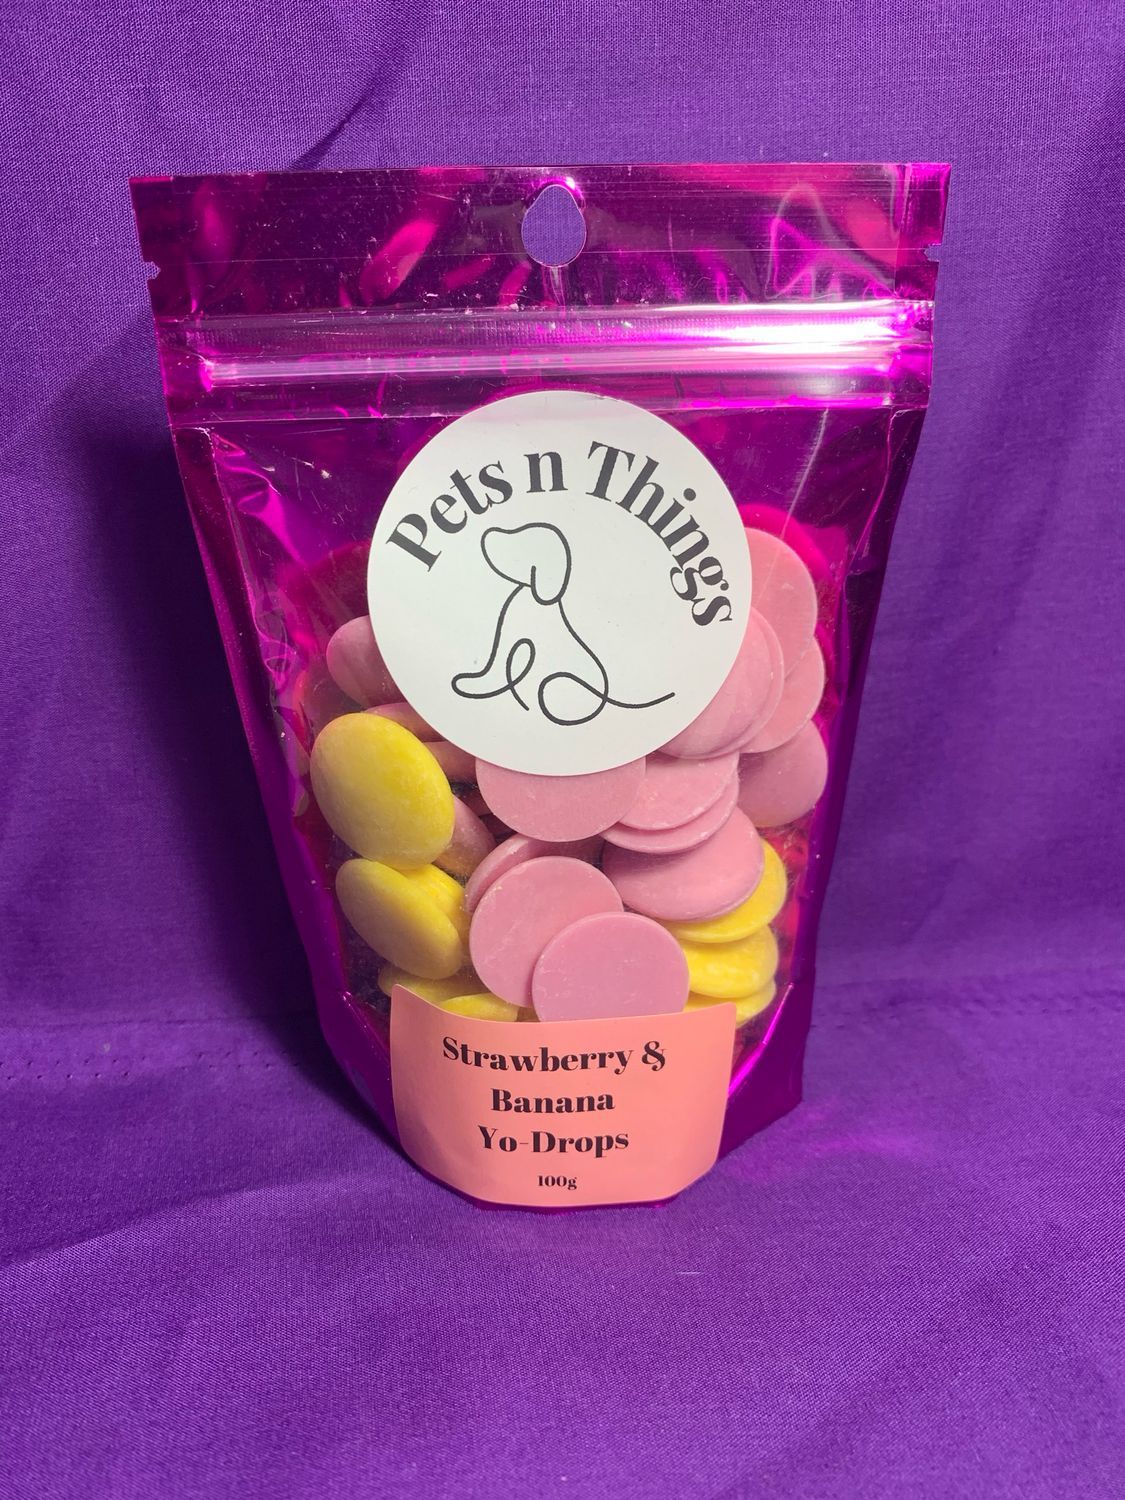 Pets n Things
Strawberry &
Banana
Yo-Drops
100g